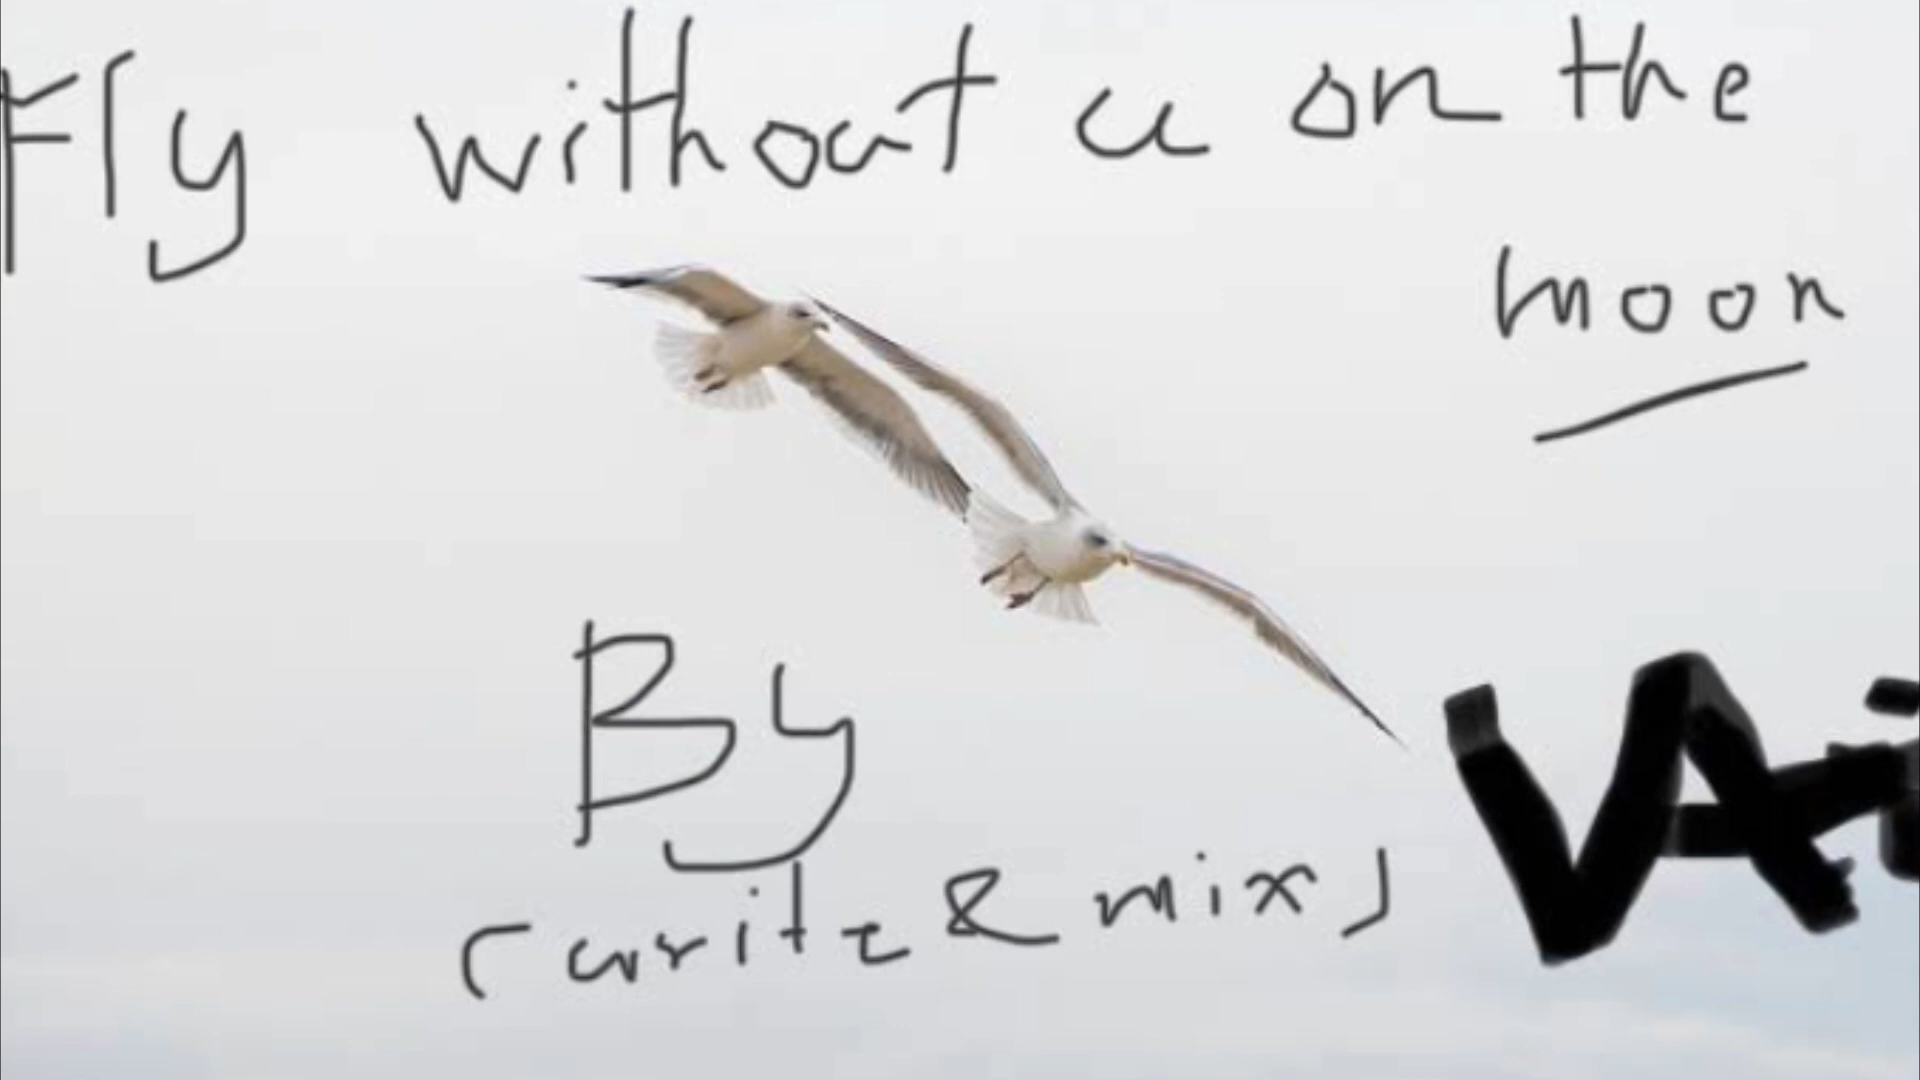 Fly without u on the
moon
By
(write & mix)